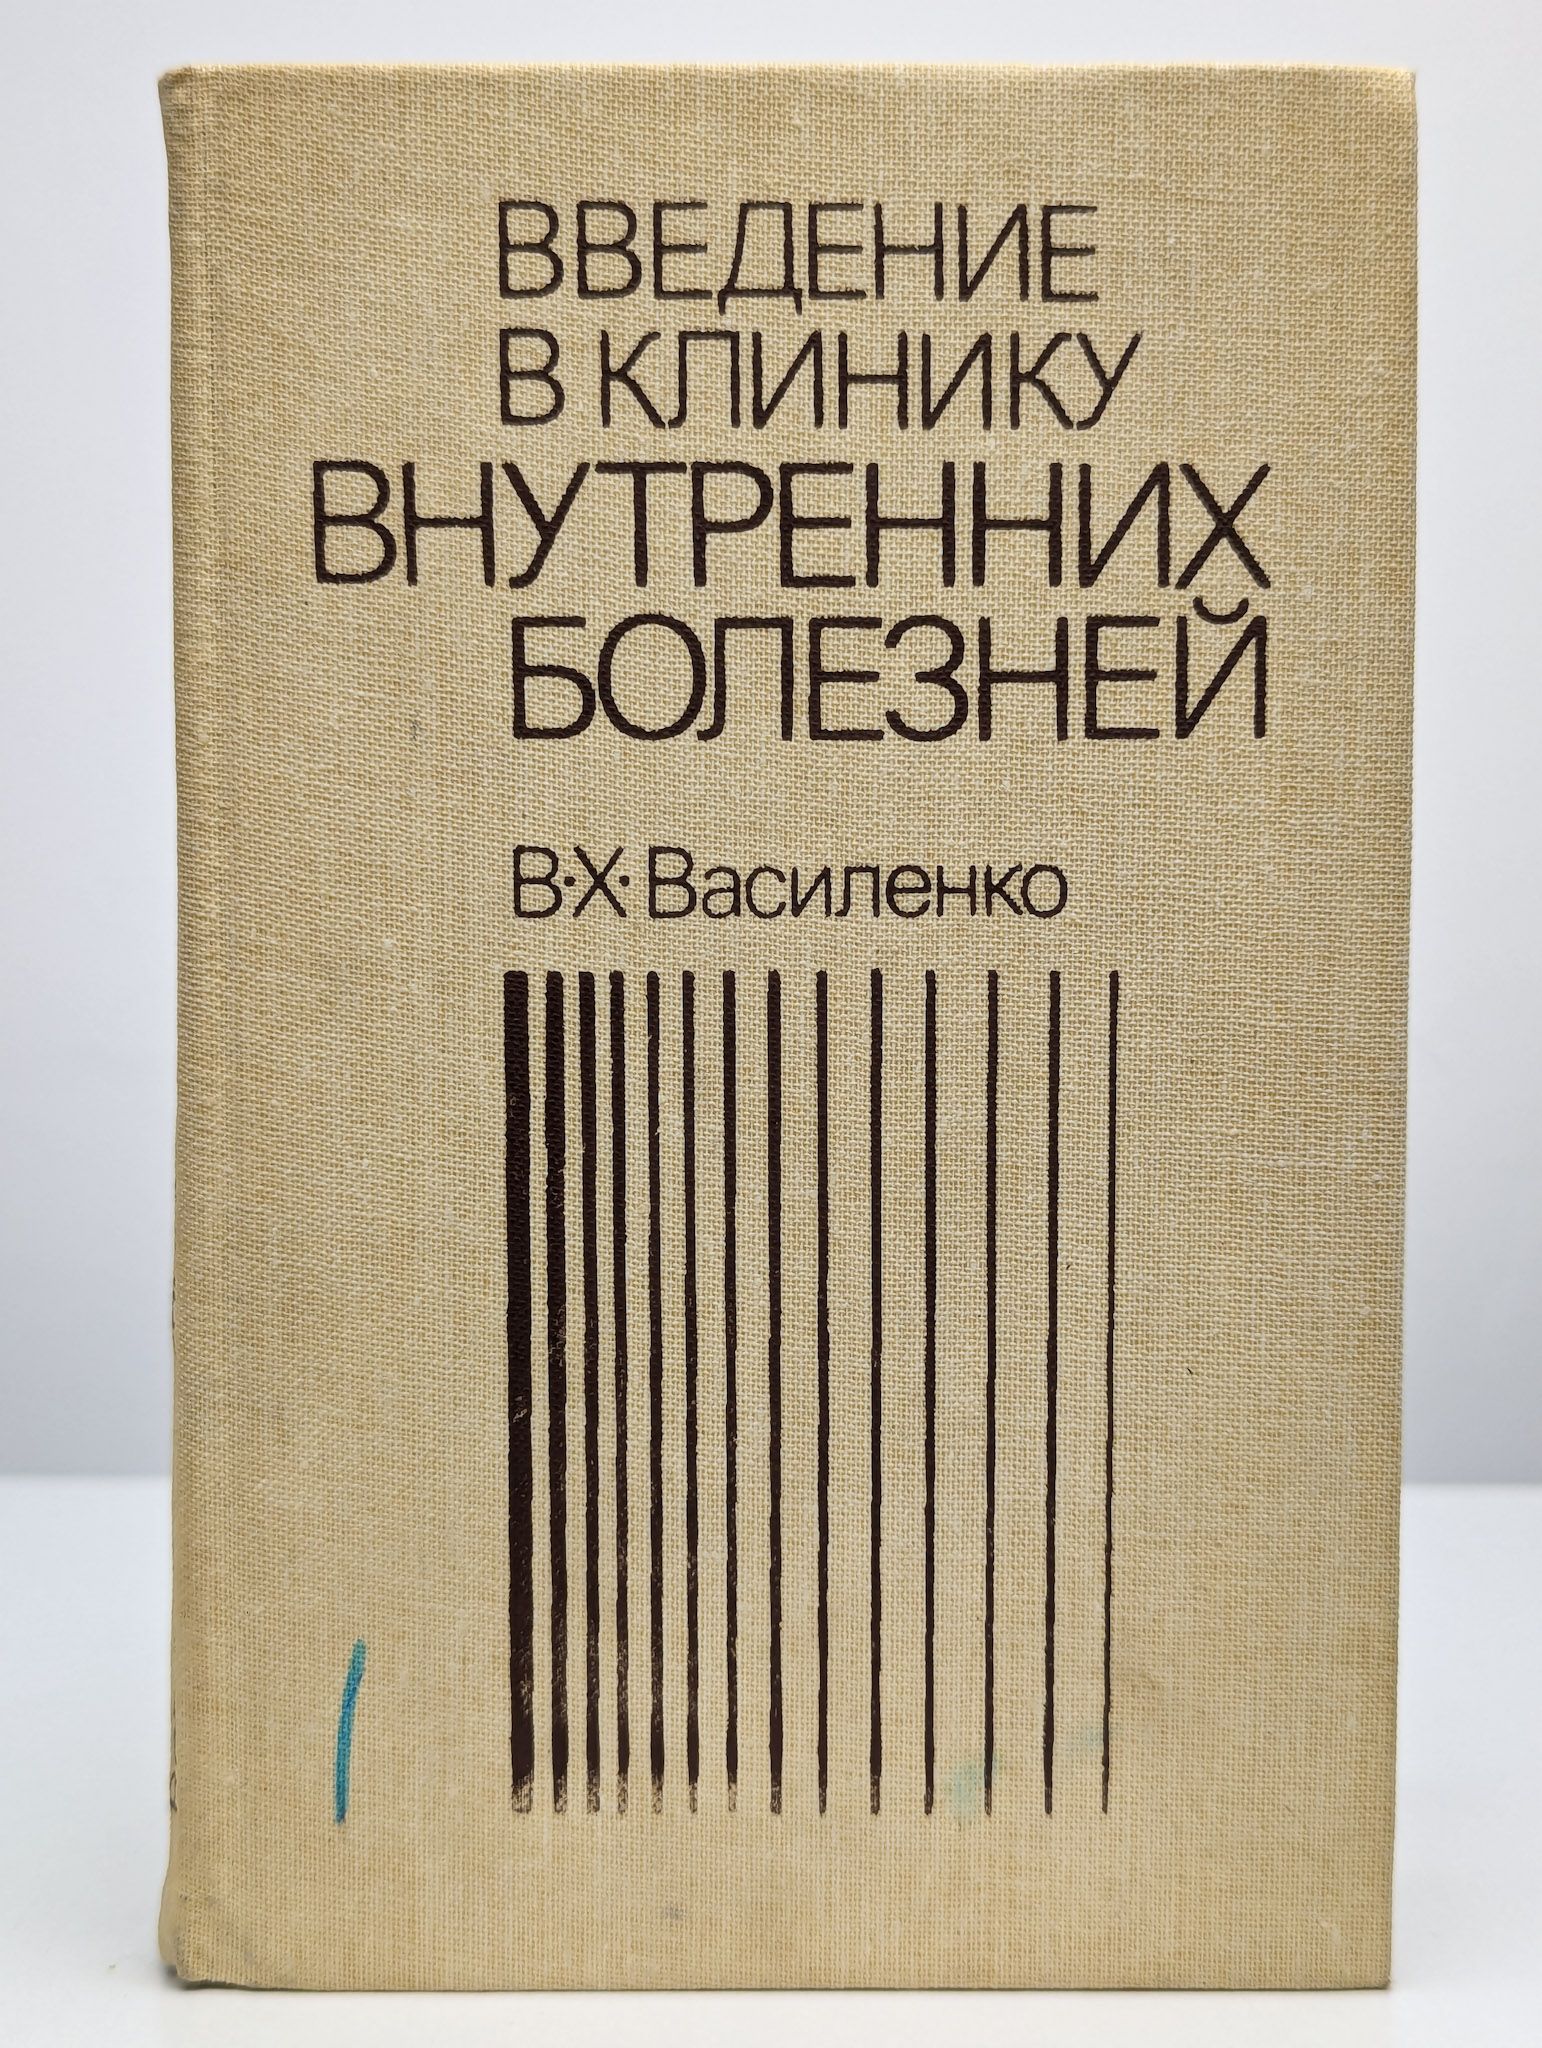 ВВЕДЕНИЕ
В КЛИНИКУ
ВНУТРЕННИХ
БОЛЕЗНЕЙ
В·Х·Василенко